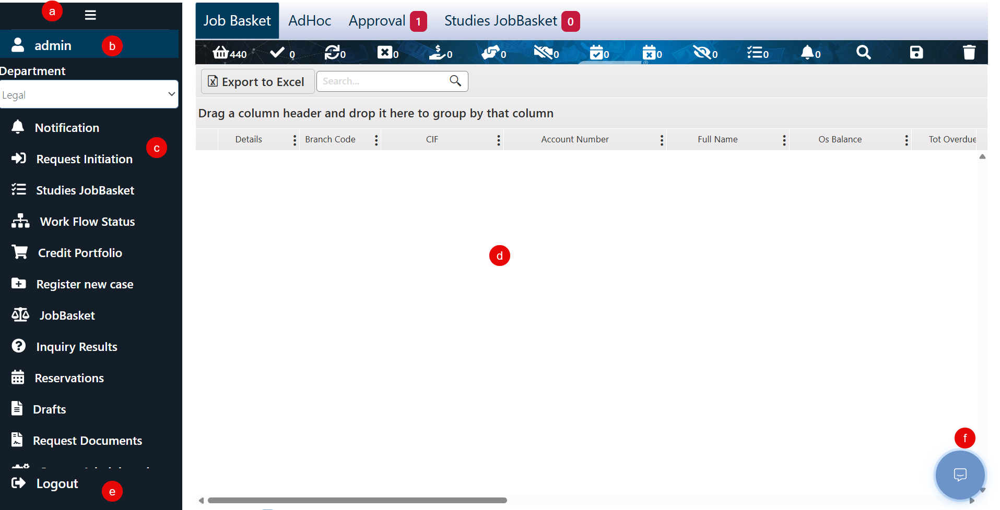 a
admin
b
Department
Legal
Notification
c
Request Initiation
Studies JobBasket
Work Flow Status
Credit Portfolio
Register new case
JobBasket
Inquiry Results
Reservations
Drafts
Request Documents
Logout
e
Job Basket AdHoc Approval 1 Studies JobBasket 0
440 0 0 0 0 0 0 0 0 0 0 0
®
Export to Excel Search...
Drag a column header and drop it here to group by that column
Details Branch Code CIF Account Number Full Name Os Balance Tot Overdue
d
f